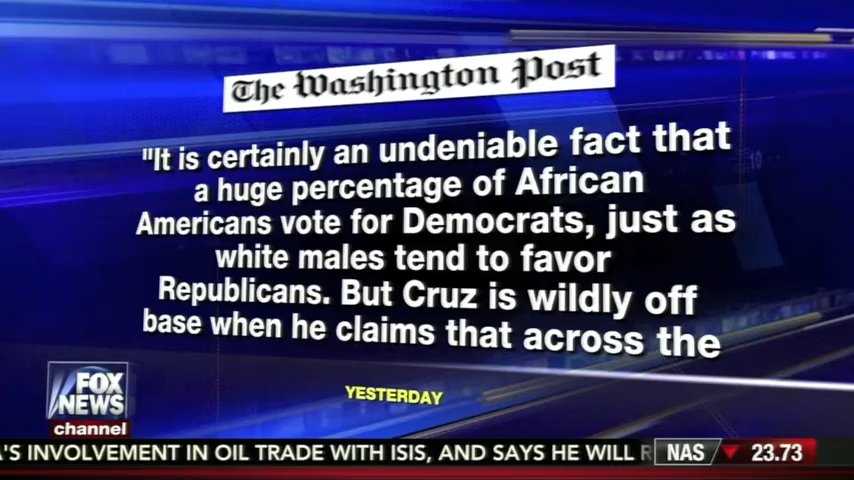 The Washington Post
"It is certainly an undeniable fact that
a huge percentage of African
Americans vote for Democrats, just as
white males tend to favor
Republicans. But Cruz is wildly off
base when he claims that across the
YESTERDAY
FOX
NEWS
channel
'S INVOLVEMENT IN OIL TRADE WITH ISIS, AND SAYS HE WILL
NAS 23.73